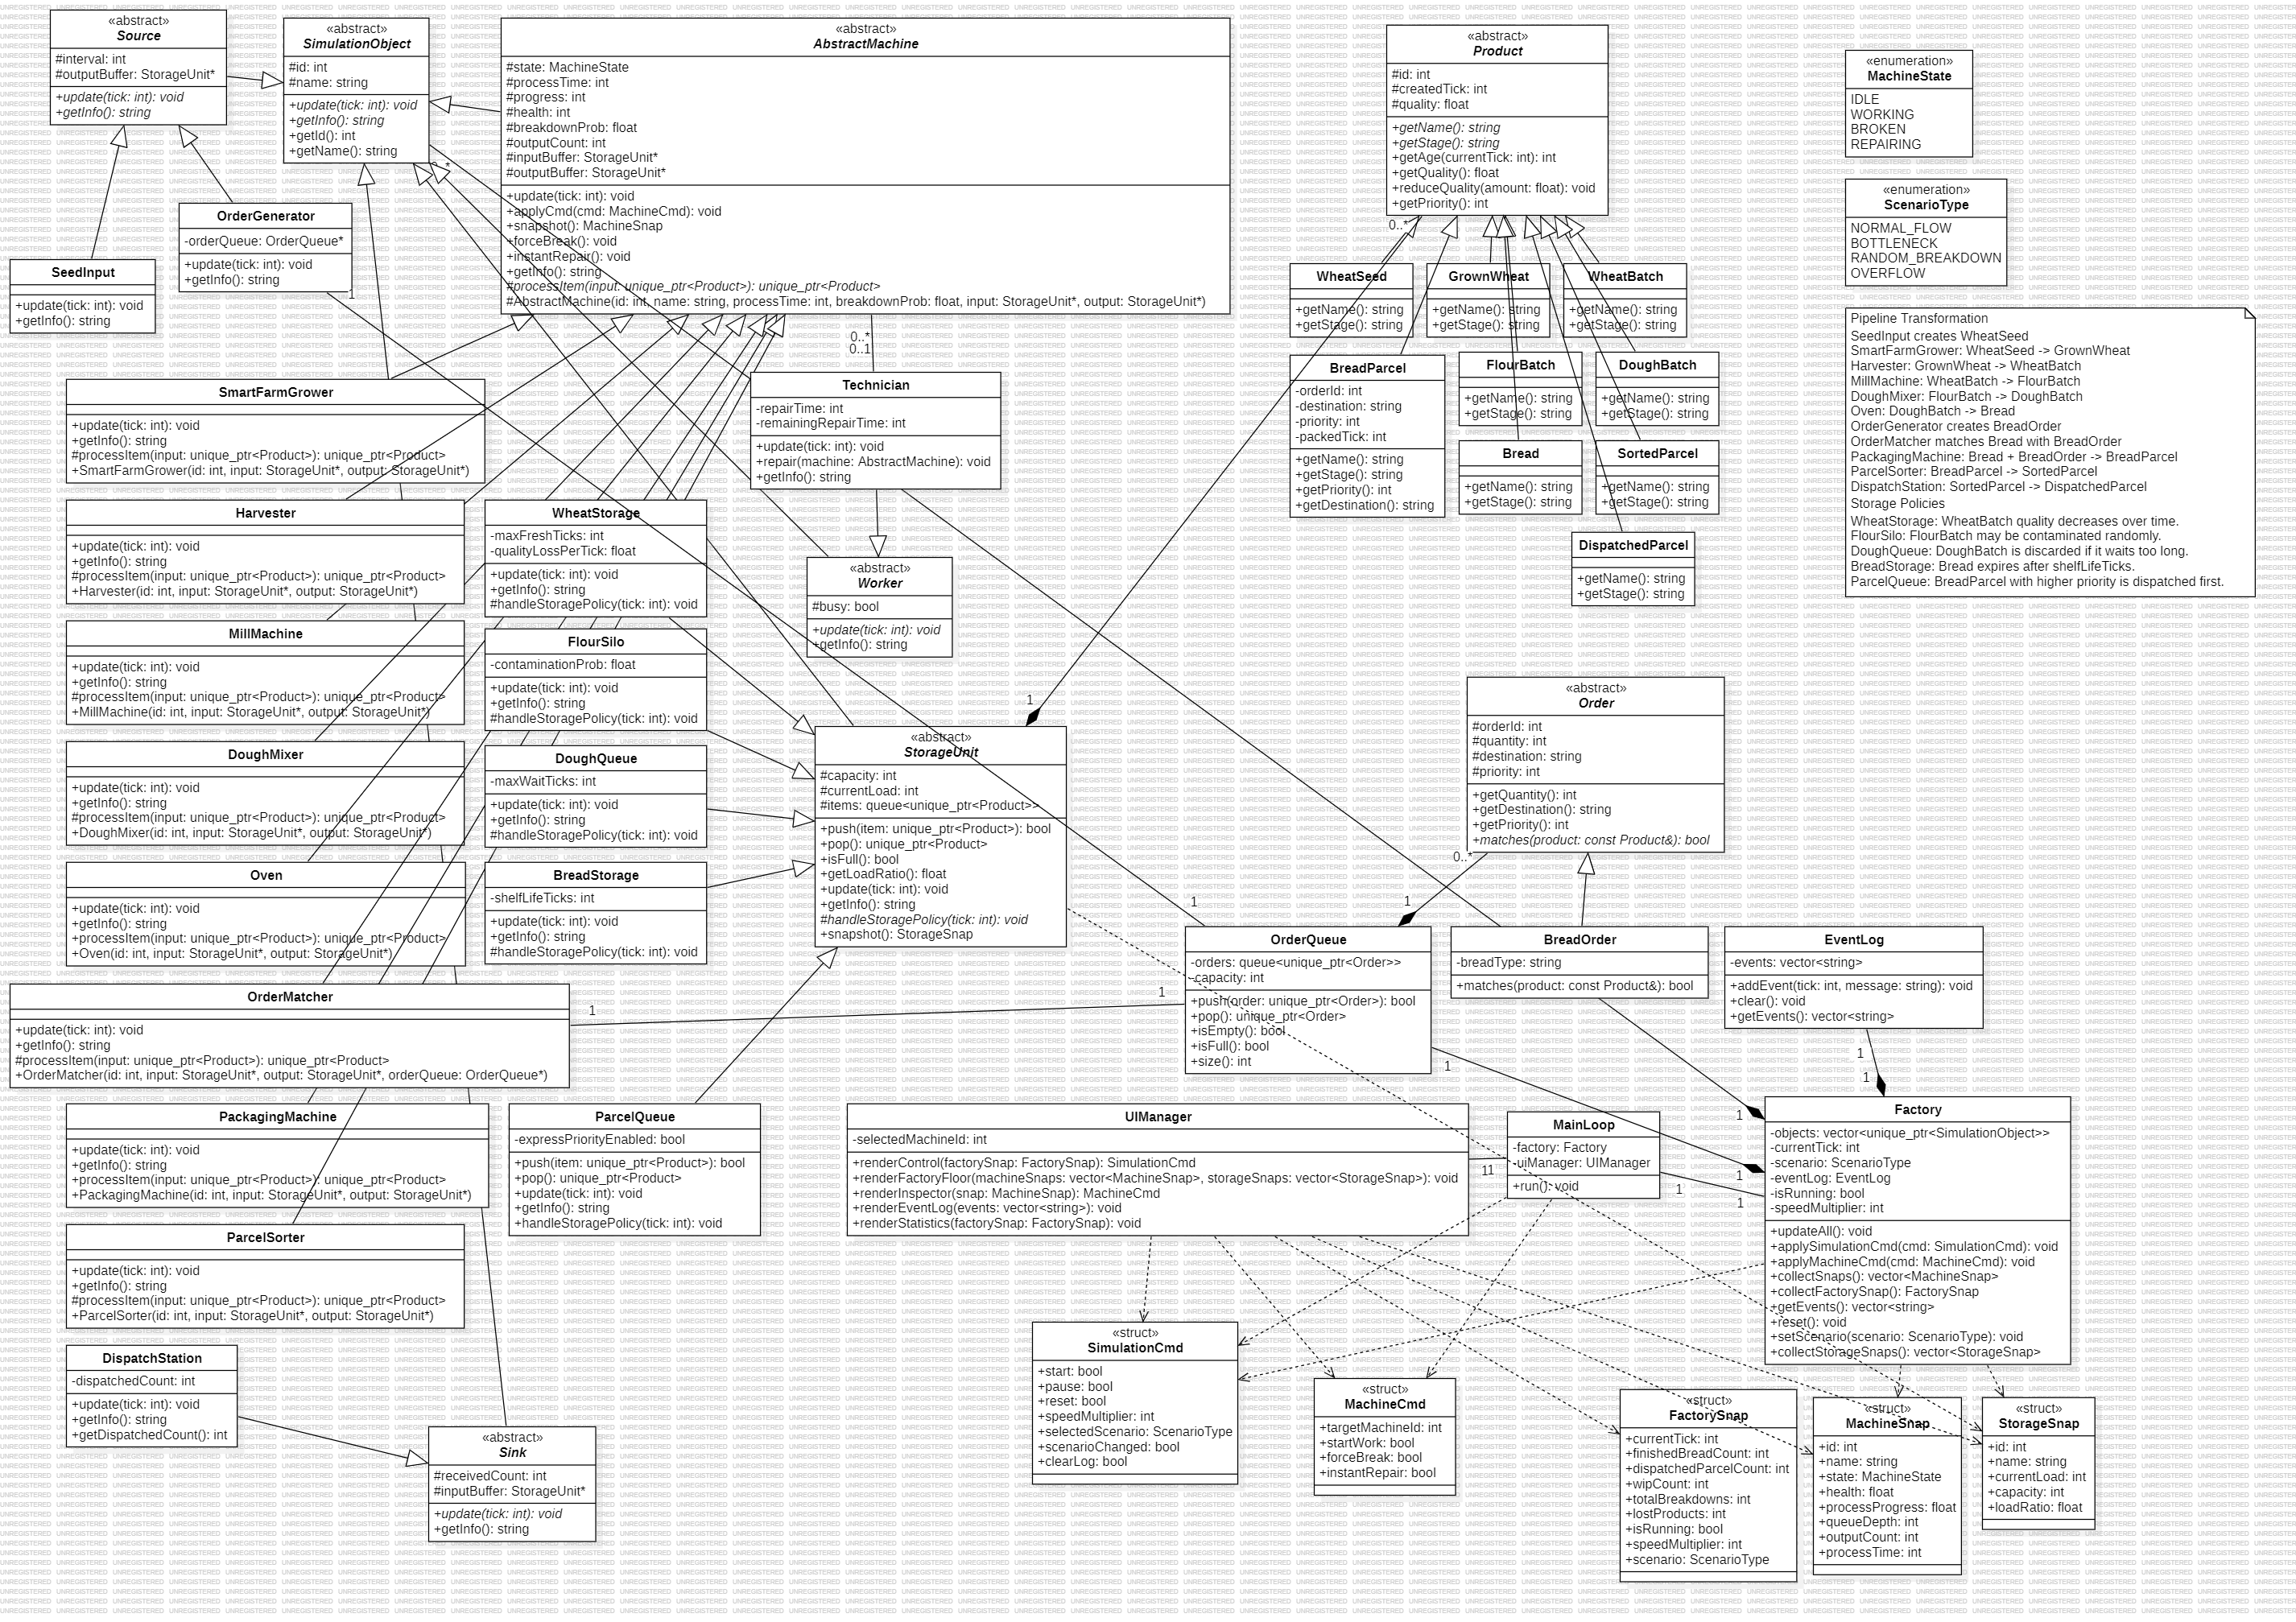 «abstract»
Source
#interval: int
#outputBuffer: StorageUnit*
+update(tick: int): void
+getInfo(): string
«abstract»
SimulationObject
#id: int
#name: string
+update(tick: int): void
+getInfo(): string
+getId(): int
+getName(): string
0..*
«abstract»
AbstractMachine
#state: MachineState
#processTime: int
#progress: int
#health: int
#breakdownProb: float
#outputCount: int
#inputBuffer: StorageUnit*
#outputBuffer: StorageUnit*
+update(tick: int): void
+applyCmd(cmd: MachineCmd): void
+snapshot(): MachineSnap
+forceBreak(): void
+instantRepair(): void
+getInfo(): string
#processItem(input: unique_ptr<Product>): unique_ptr<Product>
#AbstractMachine(id: int, name: string, processTime: int, breakdownProb: float, input: StorageUnit*, output: StorageUnit*)
«abstract»
Product
#id: int
#createdTick: int
#quality: float
+getName(): string
+getStage(): string
+getAge(currentTick: int): int
+getQuality(): float
+reduceQuality(amount: float): void
+getPriority(): int
0..*
«enumeration»
MachineState
IDLE
WORKING
BROKEN
REPAIRING
«enumeration»
ScenarioType
NORMAL_FLOW
BOTTLENECK
RANDOM_BREAKDOWN
OVERFLOW
Pipeline Transformation
SeedInput creates WheatSeed
SmartFarmGrower: WheatSeed -> GrownWheat
Harvester: GrownWheat -> WheatBatch
MillMachine: WheatBatch -> FlourBatch
DoughMixer: FlourBatch -> DoughBatch
Oven: DoughBatch -> Bread
OrderGenerator creates BreadOrder
OrderMatcher matches Bread with BreadOrder
PackagingMachine: Bread + BreadOrder -> BreadParcel
ParcelSorter: BreadParcel -> SortedParcel
DispatchStation: SortedParcel -> DispatchedParcel
Storage Policies
WheatStorage: WheatBatch quality decreases over time.
FlourSilo: FlourBatch may be contaminated randomly.
DoughQueue: DoughBatch is discarded if it waits too long.
BreadStorage: Bread expires after shelfLifeTicks.
ParcelQueue: BreadParcel with higher priority is dispatched first.
OrderGenerator
-orderQueue: OrderQueue*
+update(tick: int): void
+getInfo(): string
1
SeedInput
+update(tick: int): void
+getInfo(): string
WheatSeed
+getName(): string
+getStage(): string
GrownWheat
+getName(): string
+getStage(): string
WheatBatch
+getName(): string
+getStage(): string
BreadParcel
-orderId: int
-destination: string
-priority: int
-packedTick: int
+getName(): string
+getStage(): string
+getPriority(): int
+getDestination(): string
FlourBatch
+getName(): string
+getStage(): string
DoughBatch
+getName(): string
+getStage(): string
Bread
+getName(): string
+getStage(): string
SortedParcel
+getName(): string
+getStage(): string
DispatchedParcel
+getName(): string
+getStage(): string
0..*
0..1
Technician
-repairTime: int
-remainingRepairTime: int
+update(tick: int): void
+repair(machine: AbstractMachine): void
+getInfo(): string
«abstract»
Worker
#busy: bool
+update(tick: int): void
+getInfo(): string
SmartFarmGrower
+update(tick: int): void
+getInfo(): string
#processItem(input: unique_ptr<Product>): unique_ptr<Product>
+SmartFarmGrower(id: int, input: StorageUnit*, output: StorageUnit*)
Harvester
+update(tick: int): void
+getInfo(): string
#processItem(input: unique_ptr<Product>): unique_ptr<Product>
+Harvester(id: int, input: StorageUnit*, output: StorageUnit*)
MillMachine
+update(tick: int): void
+getInfo(): string
#processItem(input: unique_ptr<Product>): unique_ptr<Product>
+MillMachine(id: int, input: StorageUnit*, output: StorageUnit*)
DoughMixer
+update(tick: int): void
+getInfo(): string
#processItem(input: unique_ptr<Product>): unique_ptr<Product>
+DoughMixer(id: int, input: StorageUnit*, output: StorageUnit*)
Oven
+update(tick: int): void
+getInfo(): string
+processItem(input: unique_ptr<Product>): unique_ptr<Product>
+Oven(id: int, input: StorageUnit*, output: StorageUnit*)
OrderMatcher
+update(tick: int): void
+getInfo(): string
#processItem(input: unique_ptr<Product>): unique_ptr<Product>
+OrderMatcher(id: int, input: StorageUnit*, output: StorageUnit*, orderQueue: OrderQueue*)
1
PackagingMachine
+update(tick: int): void
+getInfo(): string
+processItem(input: unique_ptr<Product>): unique_ptr<Product>
+PackagingMachine(id: int, input: StorageUnit*, output: StorageUnit*)
ParcelSorter
+update(tick: int): void
+getInfo(): string
#processItem(input: unique_ptr<Product>): unique_ptr<Product>
+ParcelSorter(id: int, input: StorageUnit*, output: StorageUnit*)
DispatchStation
-dispatchedCount: int
+update(tick: int): void
+getInfo(): string
+getDispatchedCount(): int
«abstract»
Sink
#receivedCount: int
#inputBuffer: StorageUnit*
+update(tick: int): void
+getInfo(): string
WheatStorage
-maxFreshTicks: int
-qualityLossPerTick: float
+update(tick: int): void
+getInfo(): string
#handleStoragePolicy(tick: int): void
FlourSilo
-contaminationProb: float
+update(tick: int): void
+getInfo(): string
#handleStoragePolicy(tick: int): void
DoughQueue
-maxWaitTicks: int
+update(tick: int): void
+getInfo(): string
#handleStoragePolicy(tick: int): void
BreadStorage
-shelfLifeTicks: int
+update(tick: int): void
+getInfo(): string
#handleStoragePolicy(tick: int): void
ParcelQueue
-expressPriorityEnabled: bool
+push(item: unique_ptr<Product>): bool
+pop(): unique_ptr<Product>
+update(tick: int): void
+getInfo(): string
+handleStoragePolicy(tick: int): void
1
«abstract»
StorageUnit
#capacity: int
#currentLoad: int
#items: queue<unique_ptr<Product>>
+push(item: unique_ptr<Product>): bool
+pop(): unique_ptr<Product>
+isFull(): bool
+getLoadRatio(): float
+update(tick: int): void
+getInfo(): string
#handleStoragePolicy(tick: int): void
+snapshot(): StorageSnap
«abstract»
Order
#orderId: int
#quantity: int
#destination: string
#priority: int
+getQuantity(): int
+getDestination(): string
+getPriority(): int
+matches(product: const Product&): bool
0..*
1
1
1
OrderQueue
-orders: queue<unique_ptr<Order>>
-capacity: int
+push(order: unique_ptr<Order>): bool
+pop(): unique_ptr<Order>
+isEmpty(): bool
+isFull(): bool
+size(): int
1
BreadOrder
-breadType: string
+matches(product: const Product&): bool
EventLog
-events: vector<string>
+addEvent(tick: int, message: string): void
+clear(): void
+getEvents(): vector<string>
1
1
1
1
1
Factory
-objects: vector<unique_ptr<SimulationObject>>
-currentTick: int
-scenario: ScenarioType
-eventLog: EventLog
-isRunning: bool
-speedMultiplier: int
+updateAll(): void
+applySimulationCmd(cmd: SimulationCmd): void
+applyMachineCmd(cmd: MachineCmd): void
+collectSnaps(): vector<MachineSnap>
+collectFactorySnap(): FactorySnap
+getEvents(): vector<string>
+reset(): void
+setScenario(scenario: ScenarioType): void
+collectStorageSnaps(): vector<StorageSnap>
UIManager
-selectedMachineId: int
+renderControl(factorySnap: FactorySnap): SimulationCmd
+renderFactoryFloor(machineSnaps: vector<MachineSnap>, storageSnaps: vector<StorageSnap>): void
+renderInspector(snap: MachineSnap): MachineCmd
+renderEventLog(events: vector<string>): void
+renderStatistics(factorySnap: FactorySnap): void
11
MainLoop
-factory: Factory
-uiManager: UIManager
+run(): void
1
«struct»
SimulationCmd
+start: bool
+pause: bool
+reset: bool
+speedMultiplier: int
+selectedScenario: ScenarioType
+scenarioChanged: bool
+clearLog: bool
«struct»
MachineCmd
+targetMachineId: int
+startWork: bool
+forceBreak: bool
+instantRepair: bool
«struct»
FactorySnap
+currentTick: int
+finishedBreadCount: int
+dispatchedParcelCount: int
+wipCount: int
+totalBreakdowns: int
+lostProducts: int
+isRunning: bool
+speedMultiplier: int
+scenario: ScenarioType
«struct»
MachineSnap
+id: int
+name: string
+state: MachineState
+health: float
+processProgress: float
+queueDepth: int
+outputCount: int
+processTime: int
«struct»
StorageSnap
+id: int
+name: string
+currentLoad: int
+capacity: int
+loadRatio: float